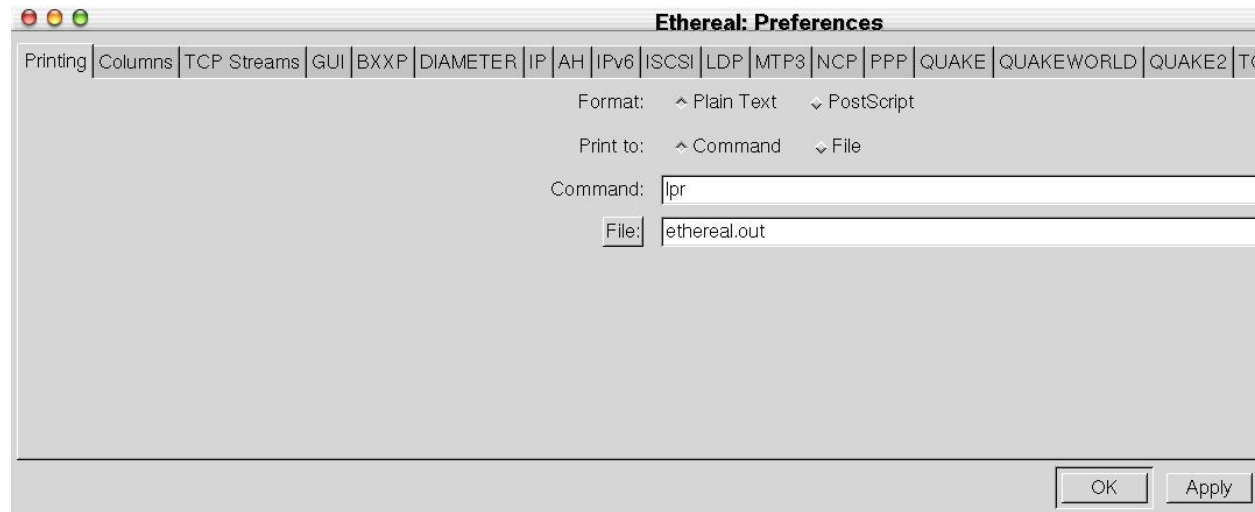 Ethereal: Preferences
Printing Columns TCP Streams GUI BXXP DIAMETER IP AH IPv6 ISCSI LDP MTP3 NCP PPP QUAKE QUAKEWORLD QUAKE2
Format: Plain Text PostScript
Print to: Command File
Command: lpr
File: ethereal.out
OK Apply